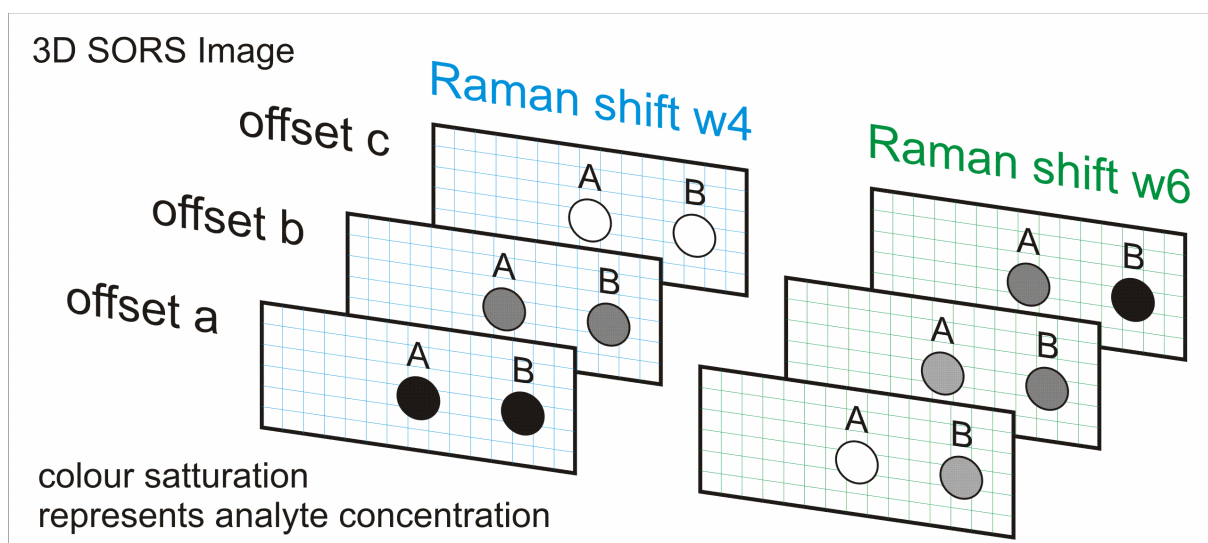 3D SORS Image
Raman shift w4
Raman shift w6
offset c
offset b
offset a
A
B
A
B
A
B
A
B
A
B
A
B
colour satturation
represents analyte concentration